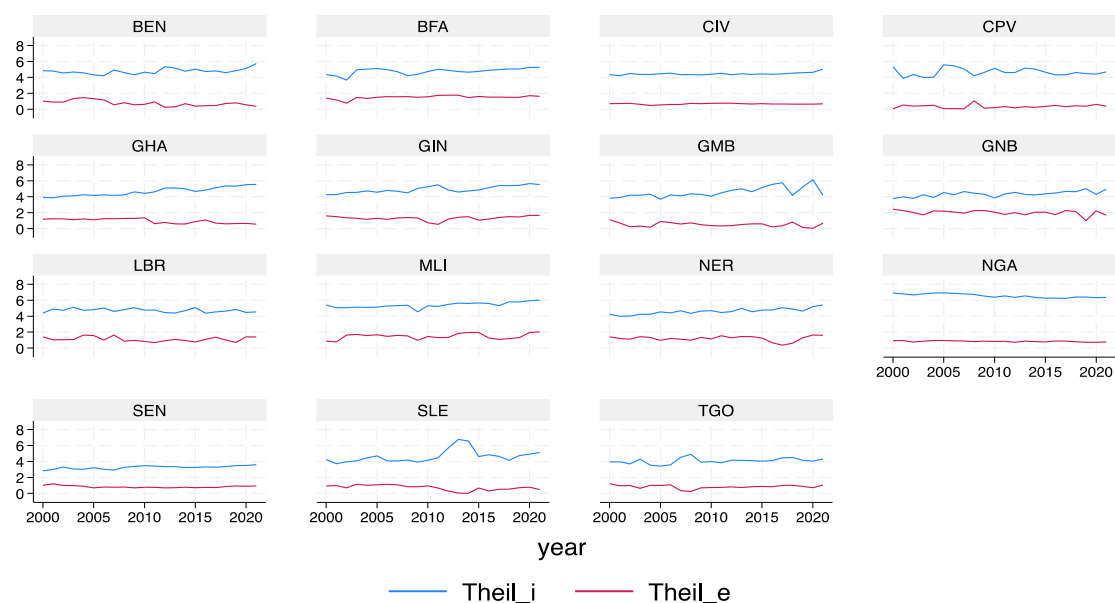 BEN BFA CIV CPV
8
6
4
2
0
GHA GIN GMB GNB
8
6
4
2
0
LBR MLI NER NGA
8
6
4
2
0
2000 2005 2010 2015 2020
SEN SLE TGO
8
6
4
2
0
2000 2005 2010 2015 2020 2000 2005 2010 2015 2020 2000 2005 2010 2015 2020
year
Theil_i Theil_e